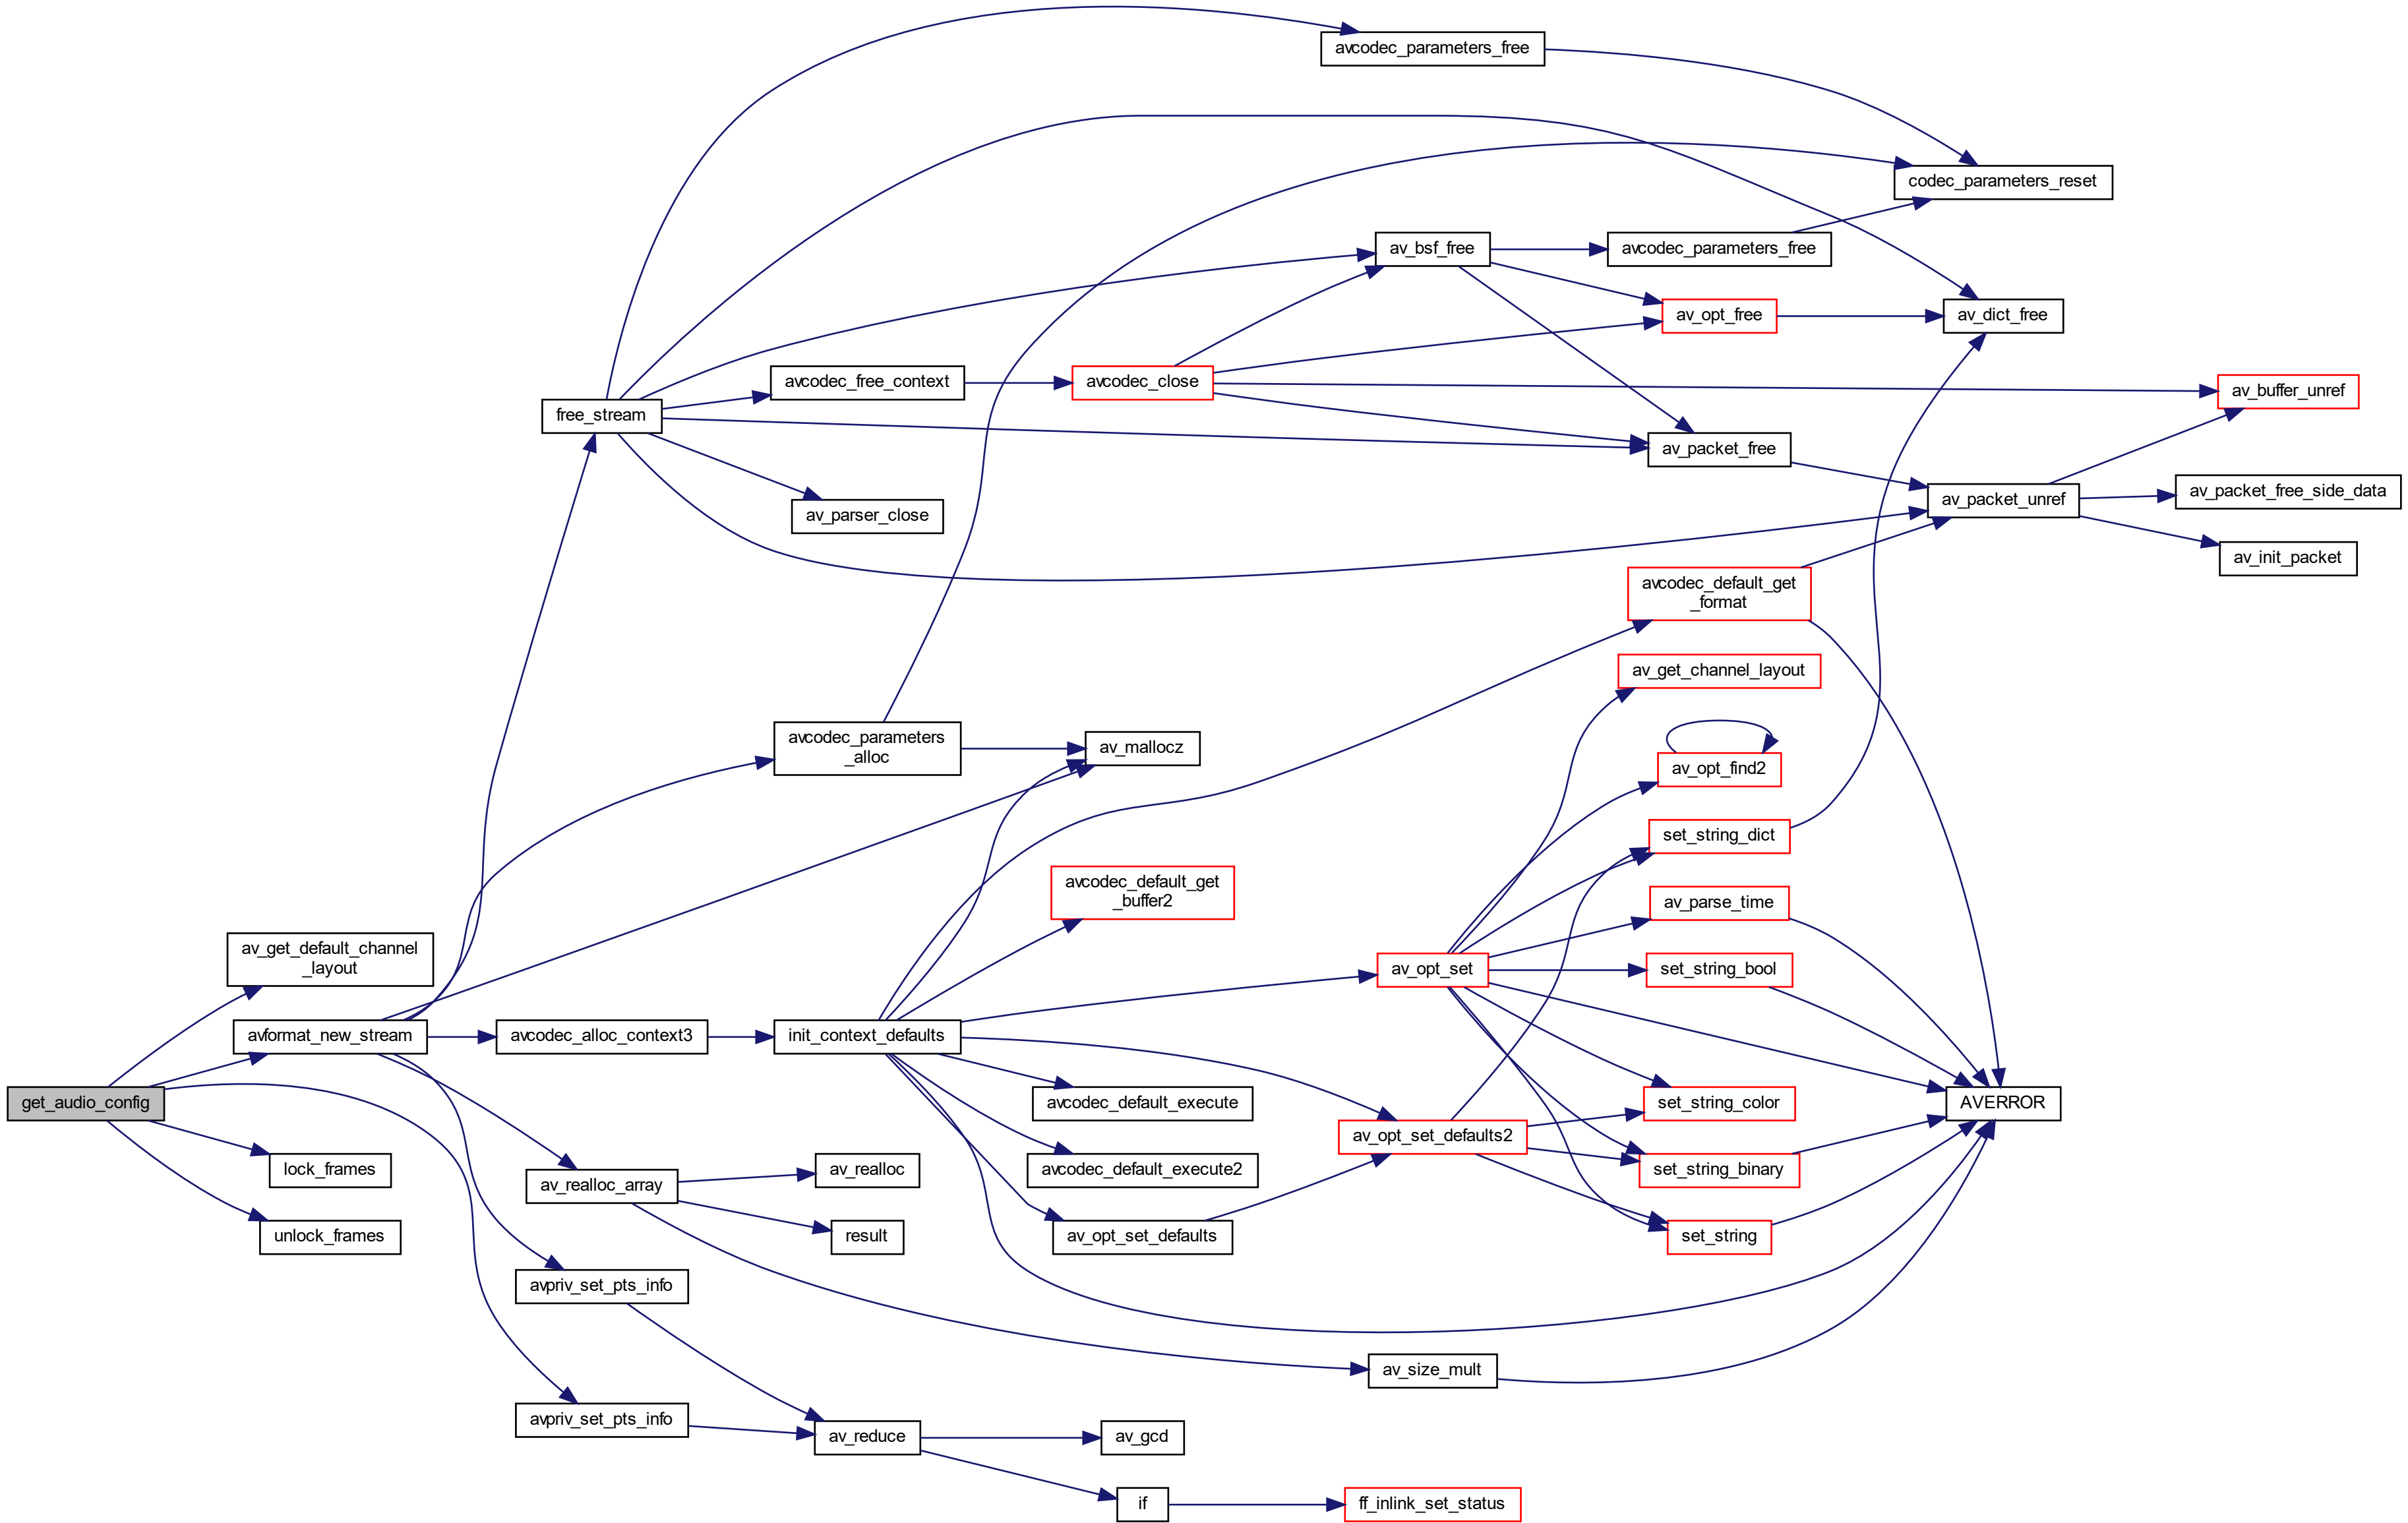 avcodec_parameters_free
codec_parameters_reset
av_bsf_free
avcodec_parameters_free
av_opt_free
av_dict_free
avcodec_free_context
avcodec_close
av_buffer_unref
free_stream
av_packet_free
av_parser_close
av_packet_unref
av_packet_free_side_data
av_init_packet
avcodec_default_get
_format
av_get_channel_layout
avcodec_parameters
_alloc
av_mallocz
av_opt_find2
set_string_dict
avcodec_default_get
_buffer2
av_parse_time
av_get_default_channel
_layout
av_opt_set
set_string_bool
avformat_new_stream
avcodec_alloc_context3
init_context_defaults
get_audio_config
avcodec_default_execute
set_string_color
AVERROR
av_opt_set_defaults2
lock_frames
av_realloc
avcodec_default_execute2
set_string_binary
av_realloc_array
unlock_frames
result
av_opt_set_defaults
set_string
avpriv_set_pts_info
av_size_mult
avpriv_set_pts_info
av_reduce
av_gcd
if
ff_inlink_set_status